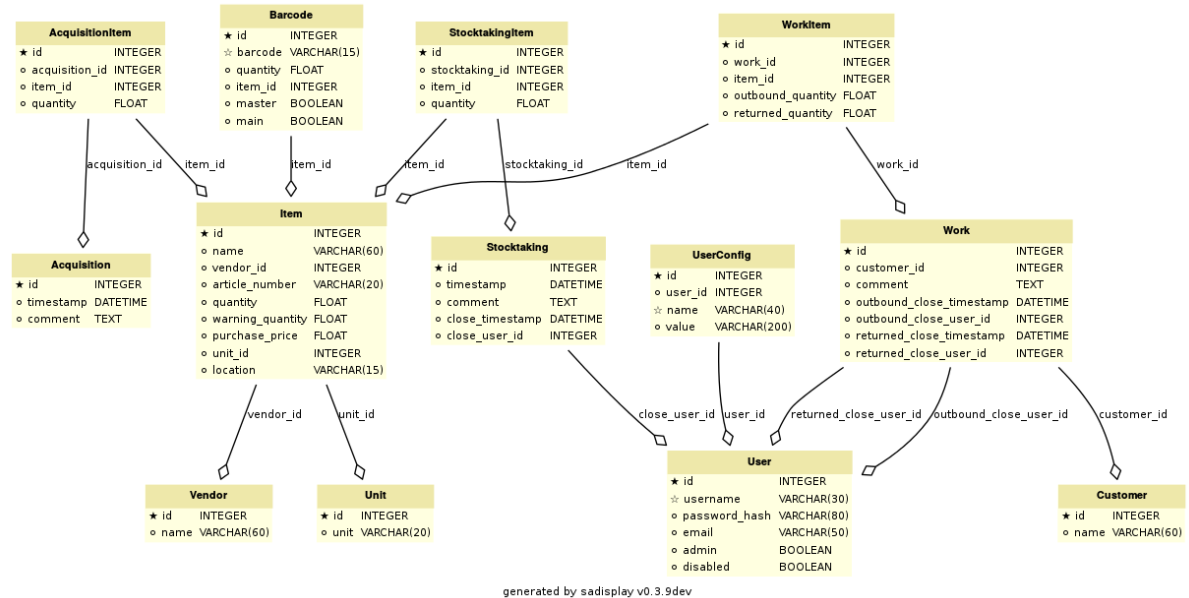 AcquisitionItem
★ id INTEGER
○ acquisition_id INTEGER
○ item_id INTEGER
○ quantity FLOAT
Barcode
★ id INTEGER
☆ barcode VARCHAR(15)
○ quantity FLOAT
○ item_id INTEGER
○ master BOOLEAN
○ main BOOLEAN
StocktakingItem
★ id INTEGER
○ stocktaking_id INTEGER
○ item_id INTEGER
○ quantity FLOAT
WorkItem
★ id INTEGER
○ work_id INTEGER
○ item_id INTEGER
○ outbound_quantity FLOAT
○ returned_quantity FLOAT
acquisition_id
item_id
item_id
item_id
stocktaking_id
item_id
work_id
Acquisition
★ id INTEGER
○ timestamp DATETIME
○ comment TEXT
Item
★ id INTEGER
○ name VARCHAR(60)
○ vendor_id INTEGER
○ article_number VARCHAR(20)
○ quantity FLOAT
○ warning_quantity FLOAT
○ purchase_price FLOAT
○ unit_id INTEGER
○ location VARCHAR(15)
Stocktaking
★ id INTEGER
○ timestamp DATETIME
○ comment TEXT
○ close_timestamp DATETIME
○ close_user_id INTEGER
UserConfig
★ id INTEGER
○ user_id INTEGER
☆ name VARCHAR(40)
○ value VARCHAR(200)
Work
★ id INTEGER
○ customer_id INTEGER
○ comment TEXT
○ outbound_close_timestamp DATETIME
○ outbound_close_user_id INTEGER
○ returned_close_timestamp DATETIME
○ returned_close_user_id INTEGER
vendor_id
unit_id
close_user_id
user_id
returned_close_user_id
outbound_close_user_id
customer_id
Vendor
★ id INTEGER
○ name VARCHAR(60)
Unit
★ id INTEGER
○ unit VARCHAR(20)
User
★ id INTEGER
☆ username VARCHAR(30)
○ password_hash VARCHAR(80)
○ email VARCHAR(50)
○ admin BOOLEAN
○ disabled BOOLEAN
Customer
★ id INTEGER
○ name VARCHAR(60)
generated by sadisplay v0.3.9dev